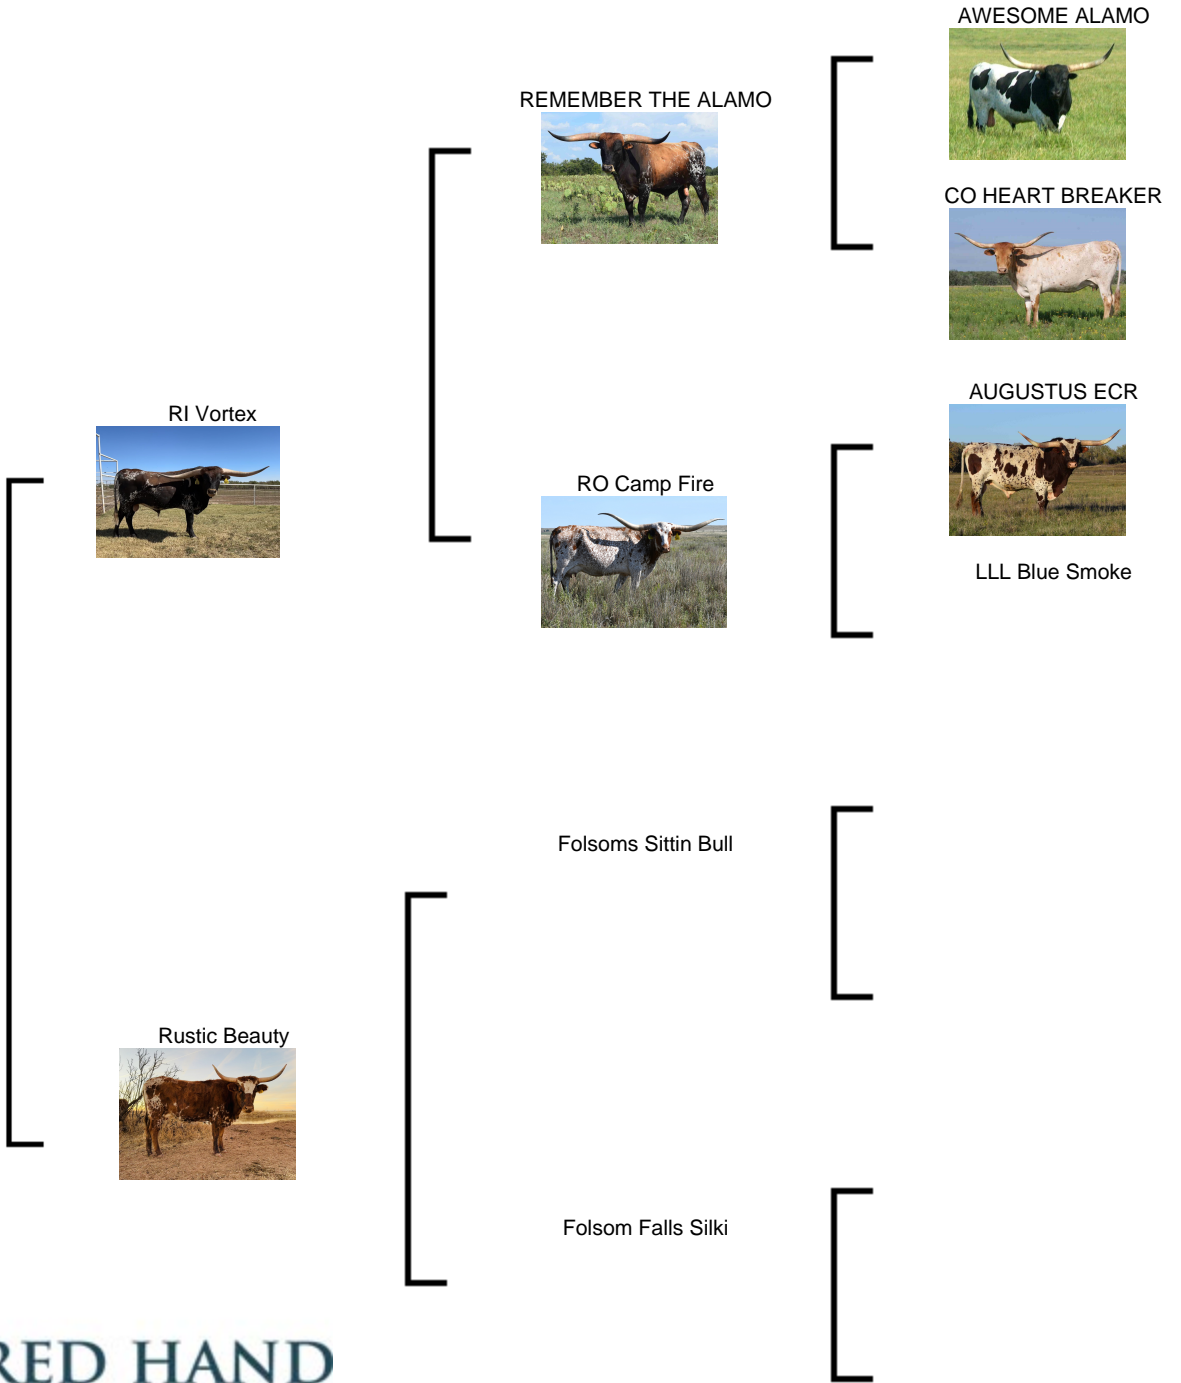 AWESOME ALAMO
REMEMBER THE ALAMO
CO HEART BREAKER
AUGUSTUS ECR
RI Vortex
RO Camp Fire
LLL Blue Smoke
Folsoms Sittin Bull
Rustic Beauty
Folsom Falls Silki
RED HAND